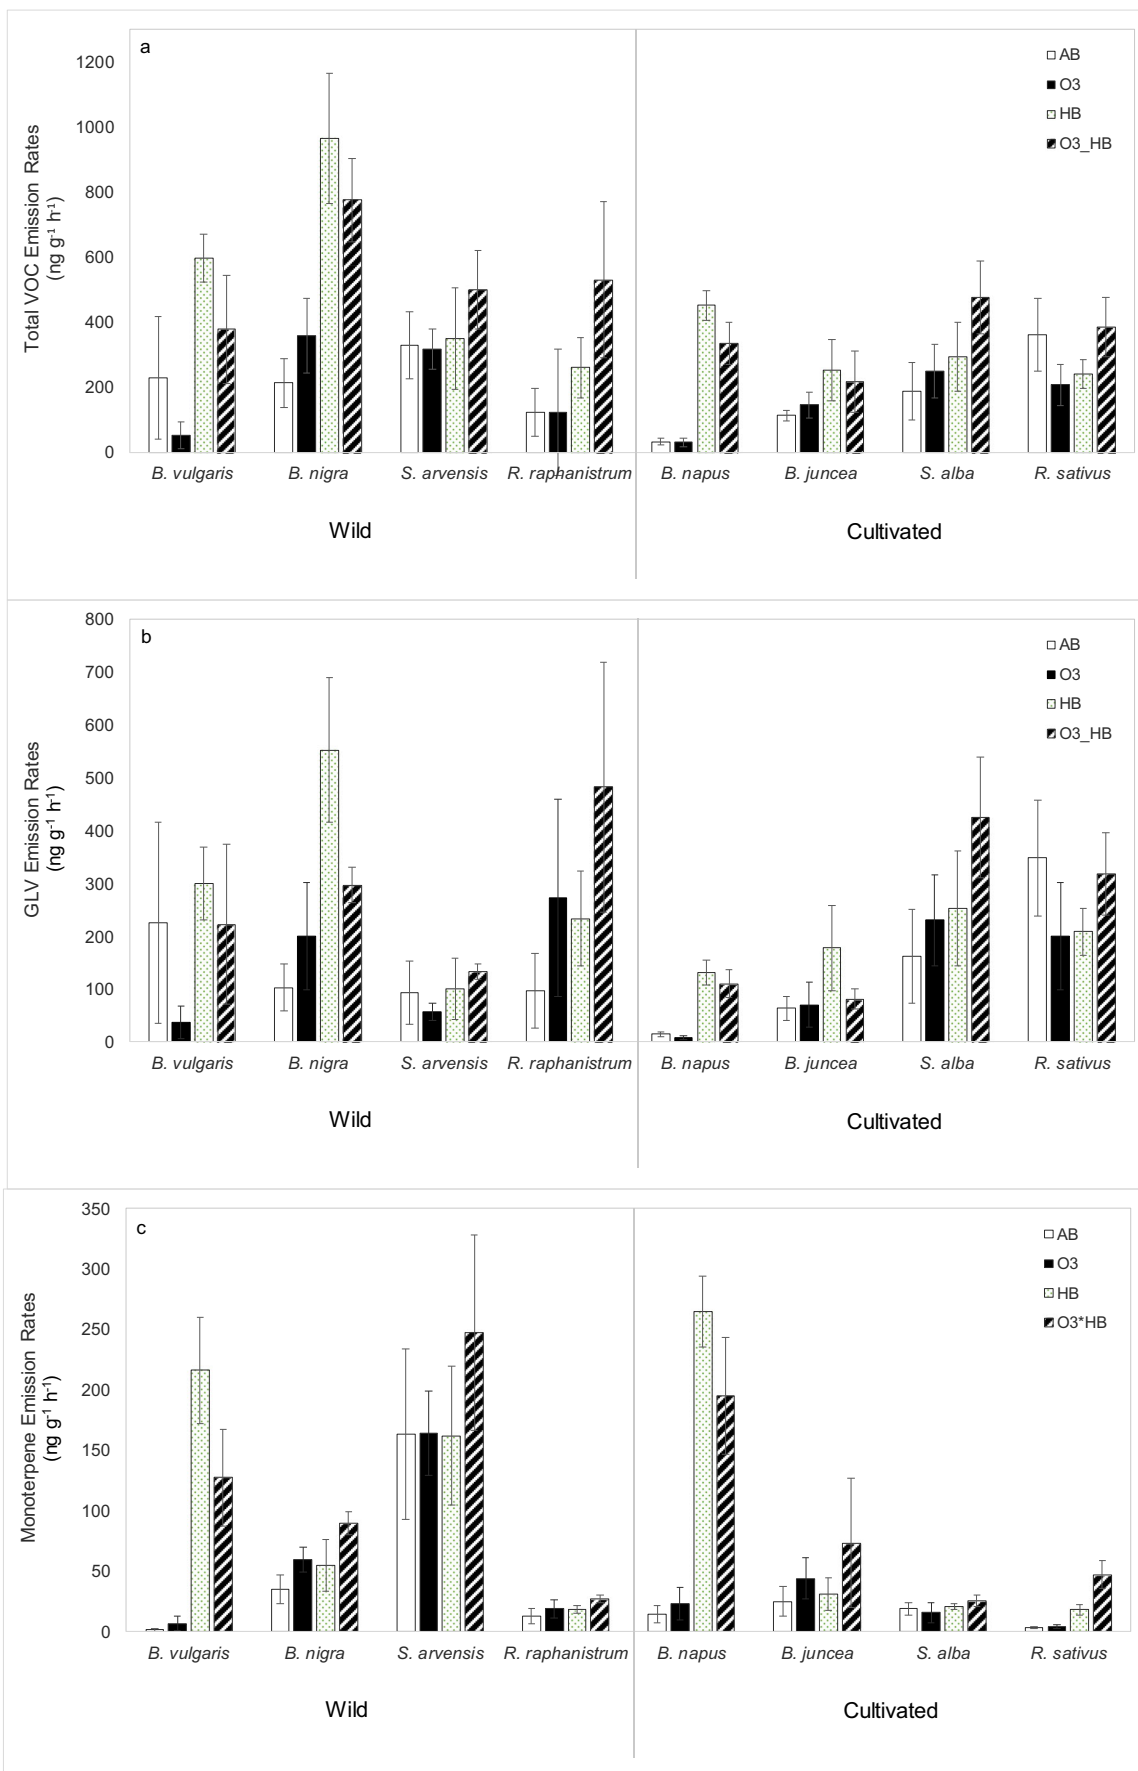 a
1200
1000
800
600
400
200
0
Total VOC Emission Rates
(ng g⁻¹ h⁻¹)
AB
O3
HB
O3_HB
B. vulgaris B. nigra S. arvensis R. raphanistrum B. napus B. juncea S. alba R. sativus
Wild Cultivated
b
800
700
600
500
400
300
200
100
0
GLV Emission Rates
(ng g⁻¹ h⁻¹)
AB
O3
HB
O3_HB
B. vulgaris B. nigra S. arvensis R. raphanistrum B. napus B. juncea S. alba R. sativus
Wild Cultivated
c
350
300
250
200
150
100
50
0
Monoterpene Emission Rates
(ng g⁻¹ h⁻¹)
AB
O3
HB
O3*HB
B. vulgaris B. nigra S. arvensis R. raphanistrum B. napus B. juncea S. alba R. sativus
Wild Cultivated